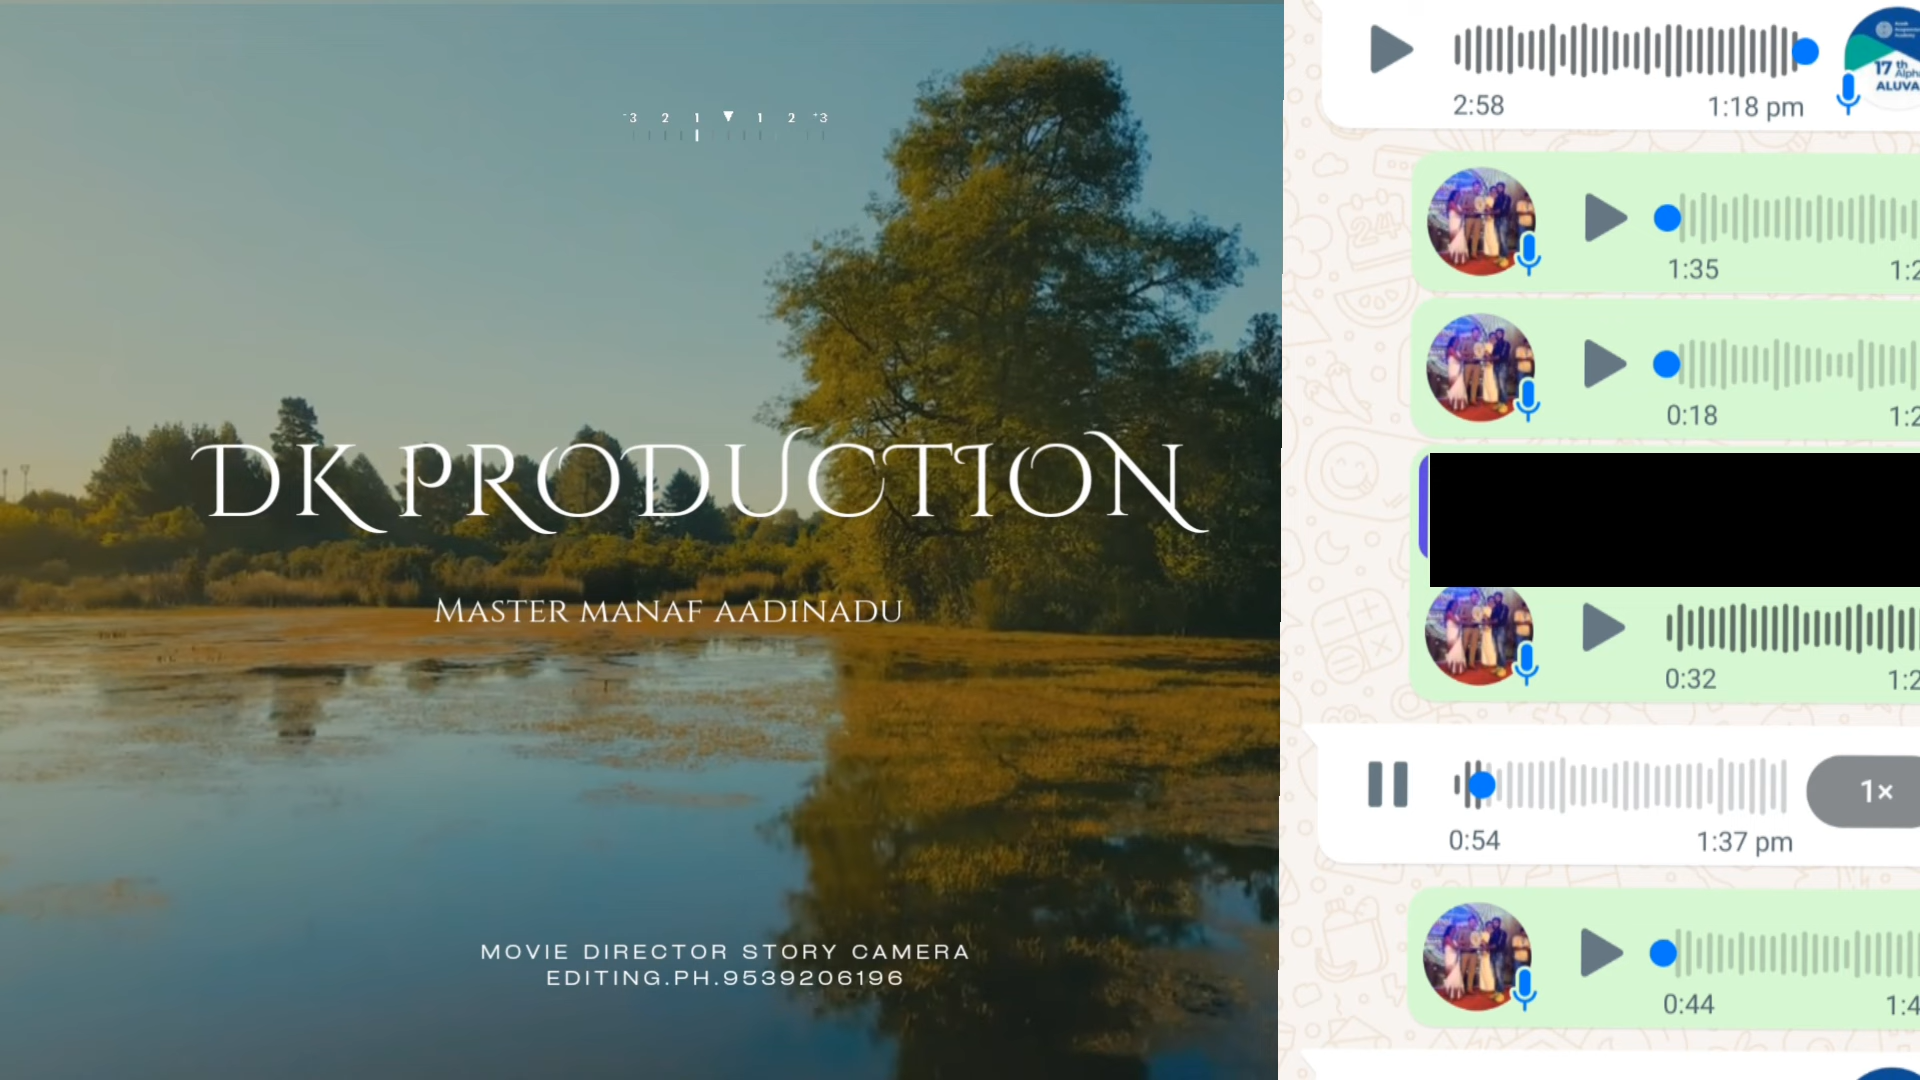 -3 2 1 ▼ 1 2 +3
DK PRODUCTION
MASTER MANAF AADINADU
MOVIE DIRECTOR STORY CAMERA
EDITING.PH.9539206196
2:58 1:18 pm
17 th
ALUVA
1:35
0:18
0:32
1×
0:54 1:37 pm
0:44